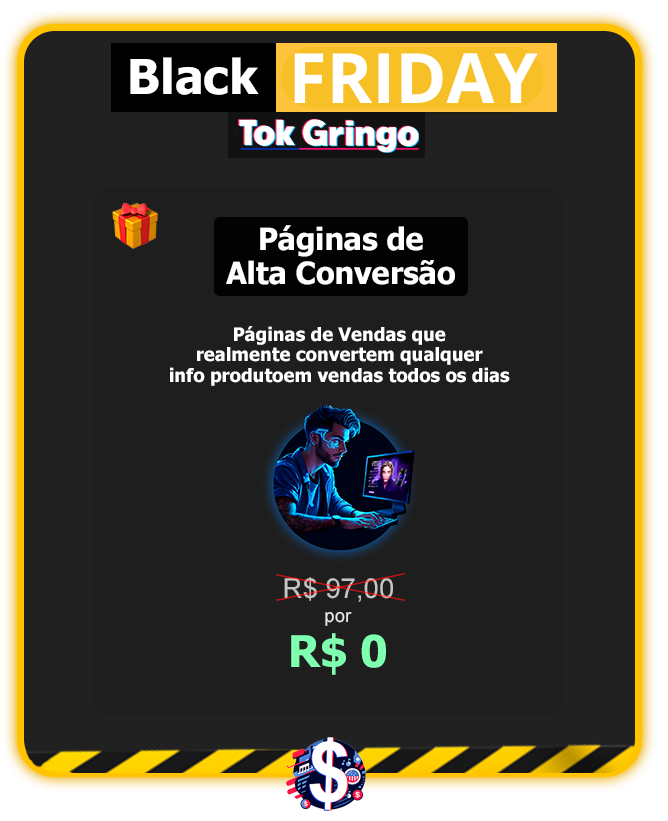 Black FRIDAY
Tok Gringo
Páginas de
Alta Conversão
Páginas de Vendas que
realmente convertem qualquer
info produtoem vendas todos os dias
R$ 97,00
por
R$ 0
$